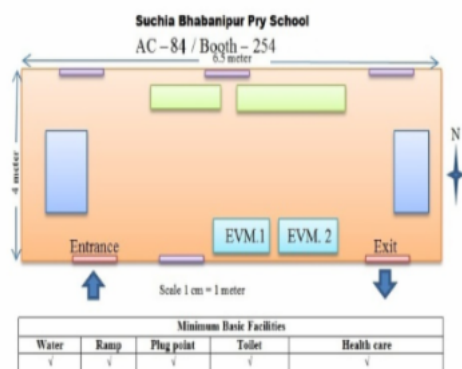 Suchia Bhabanipur Pry School
AC – 84 / Booth – 254
6.5 meter
4 meter
N
EVM.1 EVM. 2
Entrance Exit
Scale 1 cm = 1 meter
Minimum Basic Facilities
Water Ramp Plug point Toilet Health care
√ √ √ √ √